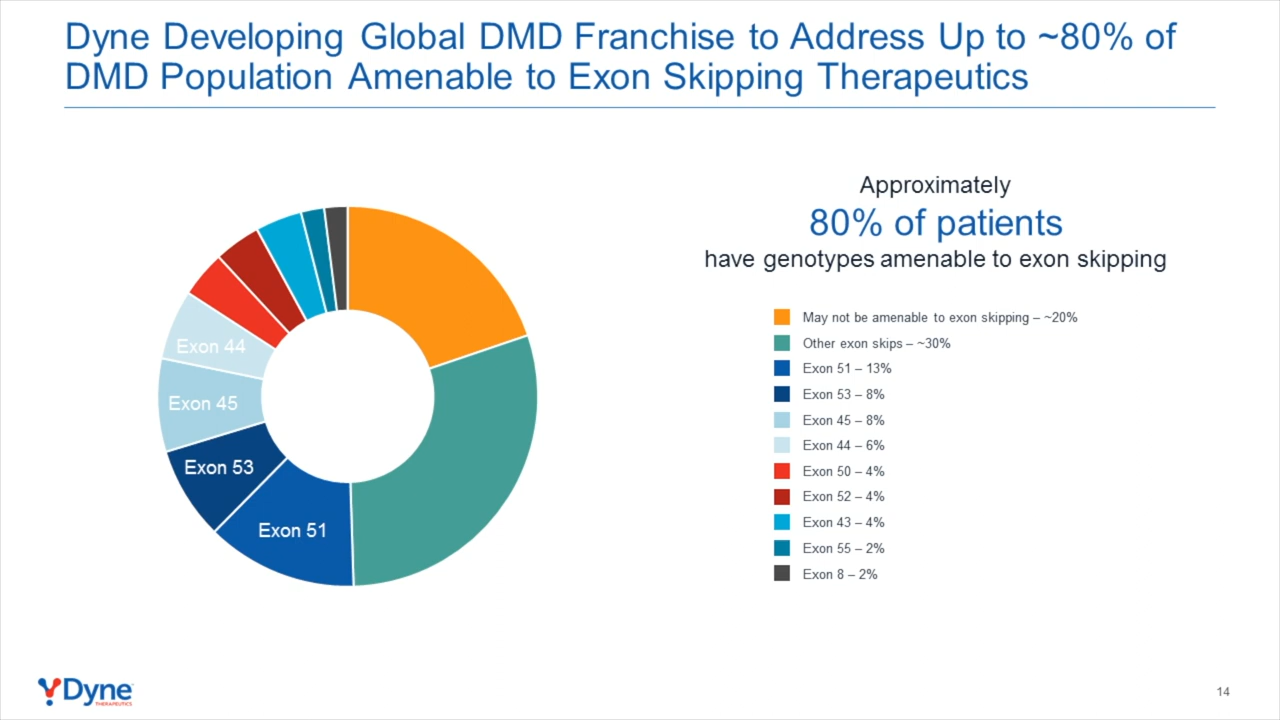 Dyne Developing Global DMD Franchise to Address Up to ~80% of
DMD Population Amenable to Exon Skipping Therapeutics
Exon 44
Exon 45
Exon 53
Exon 51
Approximately
80% of patients
have genotypes amenable to exon skipping
May not be amenable to exon skipping – ~20%
Other exon skips – ~30%
Exon 51 – 13%
Exon 53 – 8%
Exon 45 – 8%
Exon 44 – 6%
Exon 50 – 4%
Exon 52 – 4%
Exon 43 – 4%
Exon 55 – 2%
Exon 8 – 2%
Dyne
THERAPEUTICS
14